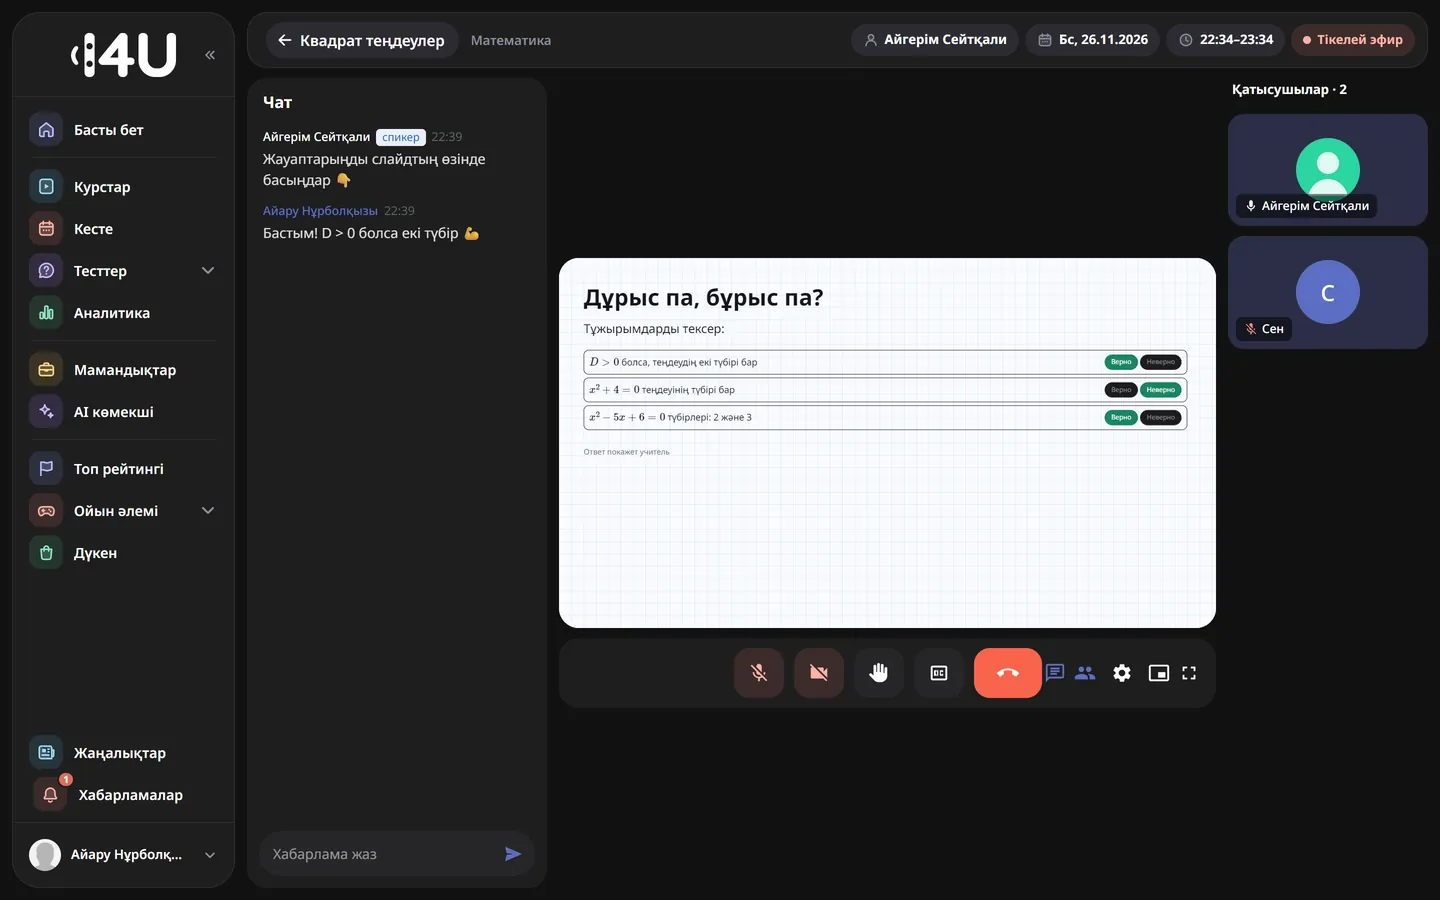 I4U
«
Басты бет
Курстар
Кесте
Тесттер
Аналитика
Мамандықтар
AI көмекші
Топ рейтингі
Ойын әлемі
Дүкен
Жаңалықтар
1
Хабарламалар
Айару Нұрболқ...
Квадрат теңдеулер
Математика
Айгерім Сейтқали
Бс, 26.11.2026
22:34–23:34
Тікелей эфир
Чат
Айгерім Сейтқали спикер 22:39
Жауаптарыңды слайдтың өзінде
басыңдар 👇
Айару Нұрболқызы 22:39
Бастым! D > 0 болса екі түбір 💪
Хабарлама жаз
Дұрыс па, бұрыс па?
Тұжырымдарды тексер:
D > 0 болса, теңдеудің екі түбірі бар Верно Неверно
x² + 4 = 0 теңдеуінің түбірі бар Верно Неверно
x² − 5x + 6 = 0 түбірлері: 2 және 3 Верно Неверно
Ответ покажет учитель
CC
Қатысушылар · 2
Айгерім Сейтқали
С
Сен